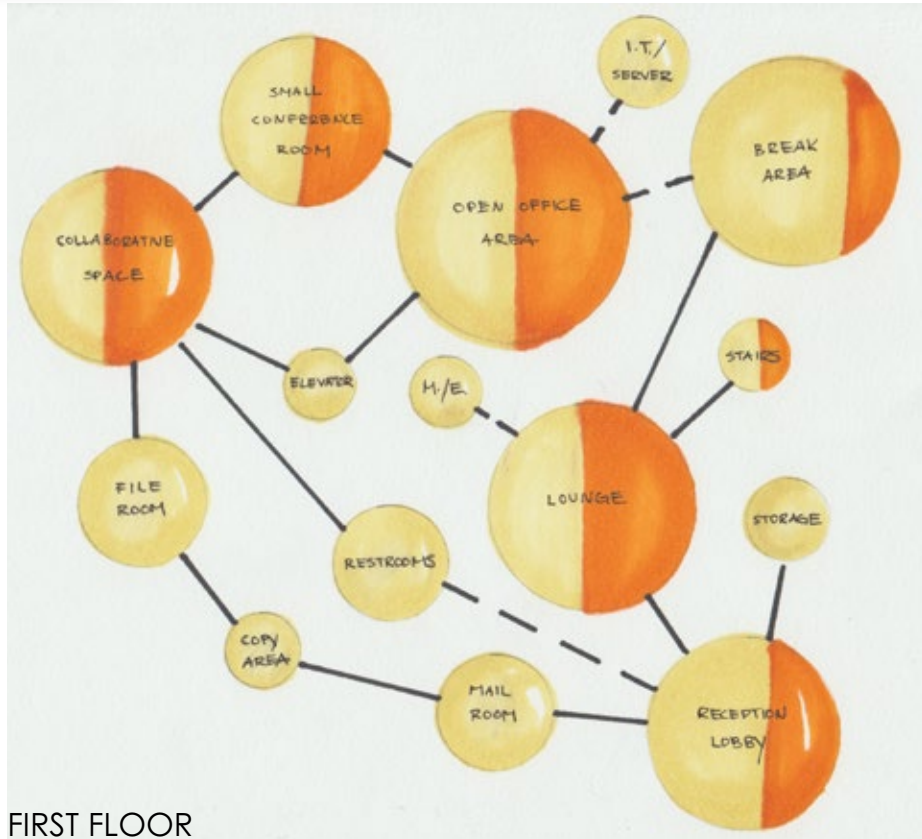 I.T./
SERVER
SMALL
CONFERENCE
ROOM
BREAK
AREA
OPEN OFFICE
AREA
COLLABORATIVE
SPACE
STAIRS
ELEVATOR
M./E.
FILE
ROOM
LOUNGE
STORAGE
RESTROOMS
COPY
AREA
MAIL
ROOM
RECEPTION
LOBBY
FIRST FLOOR